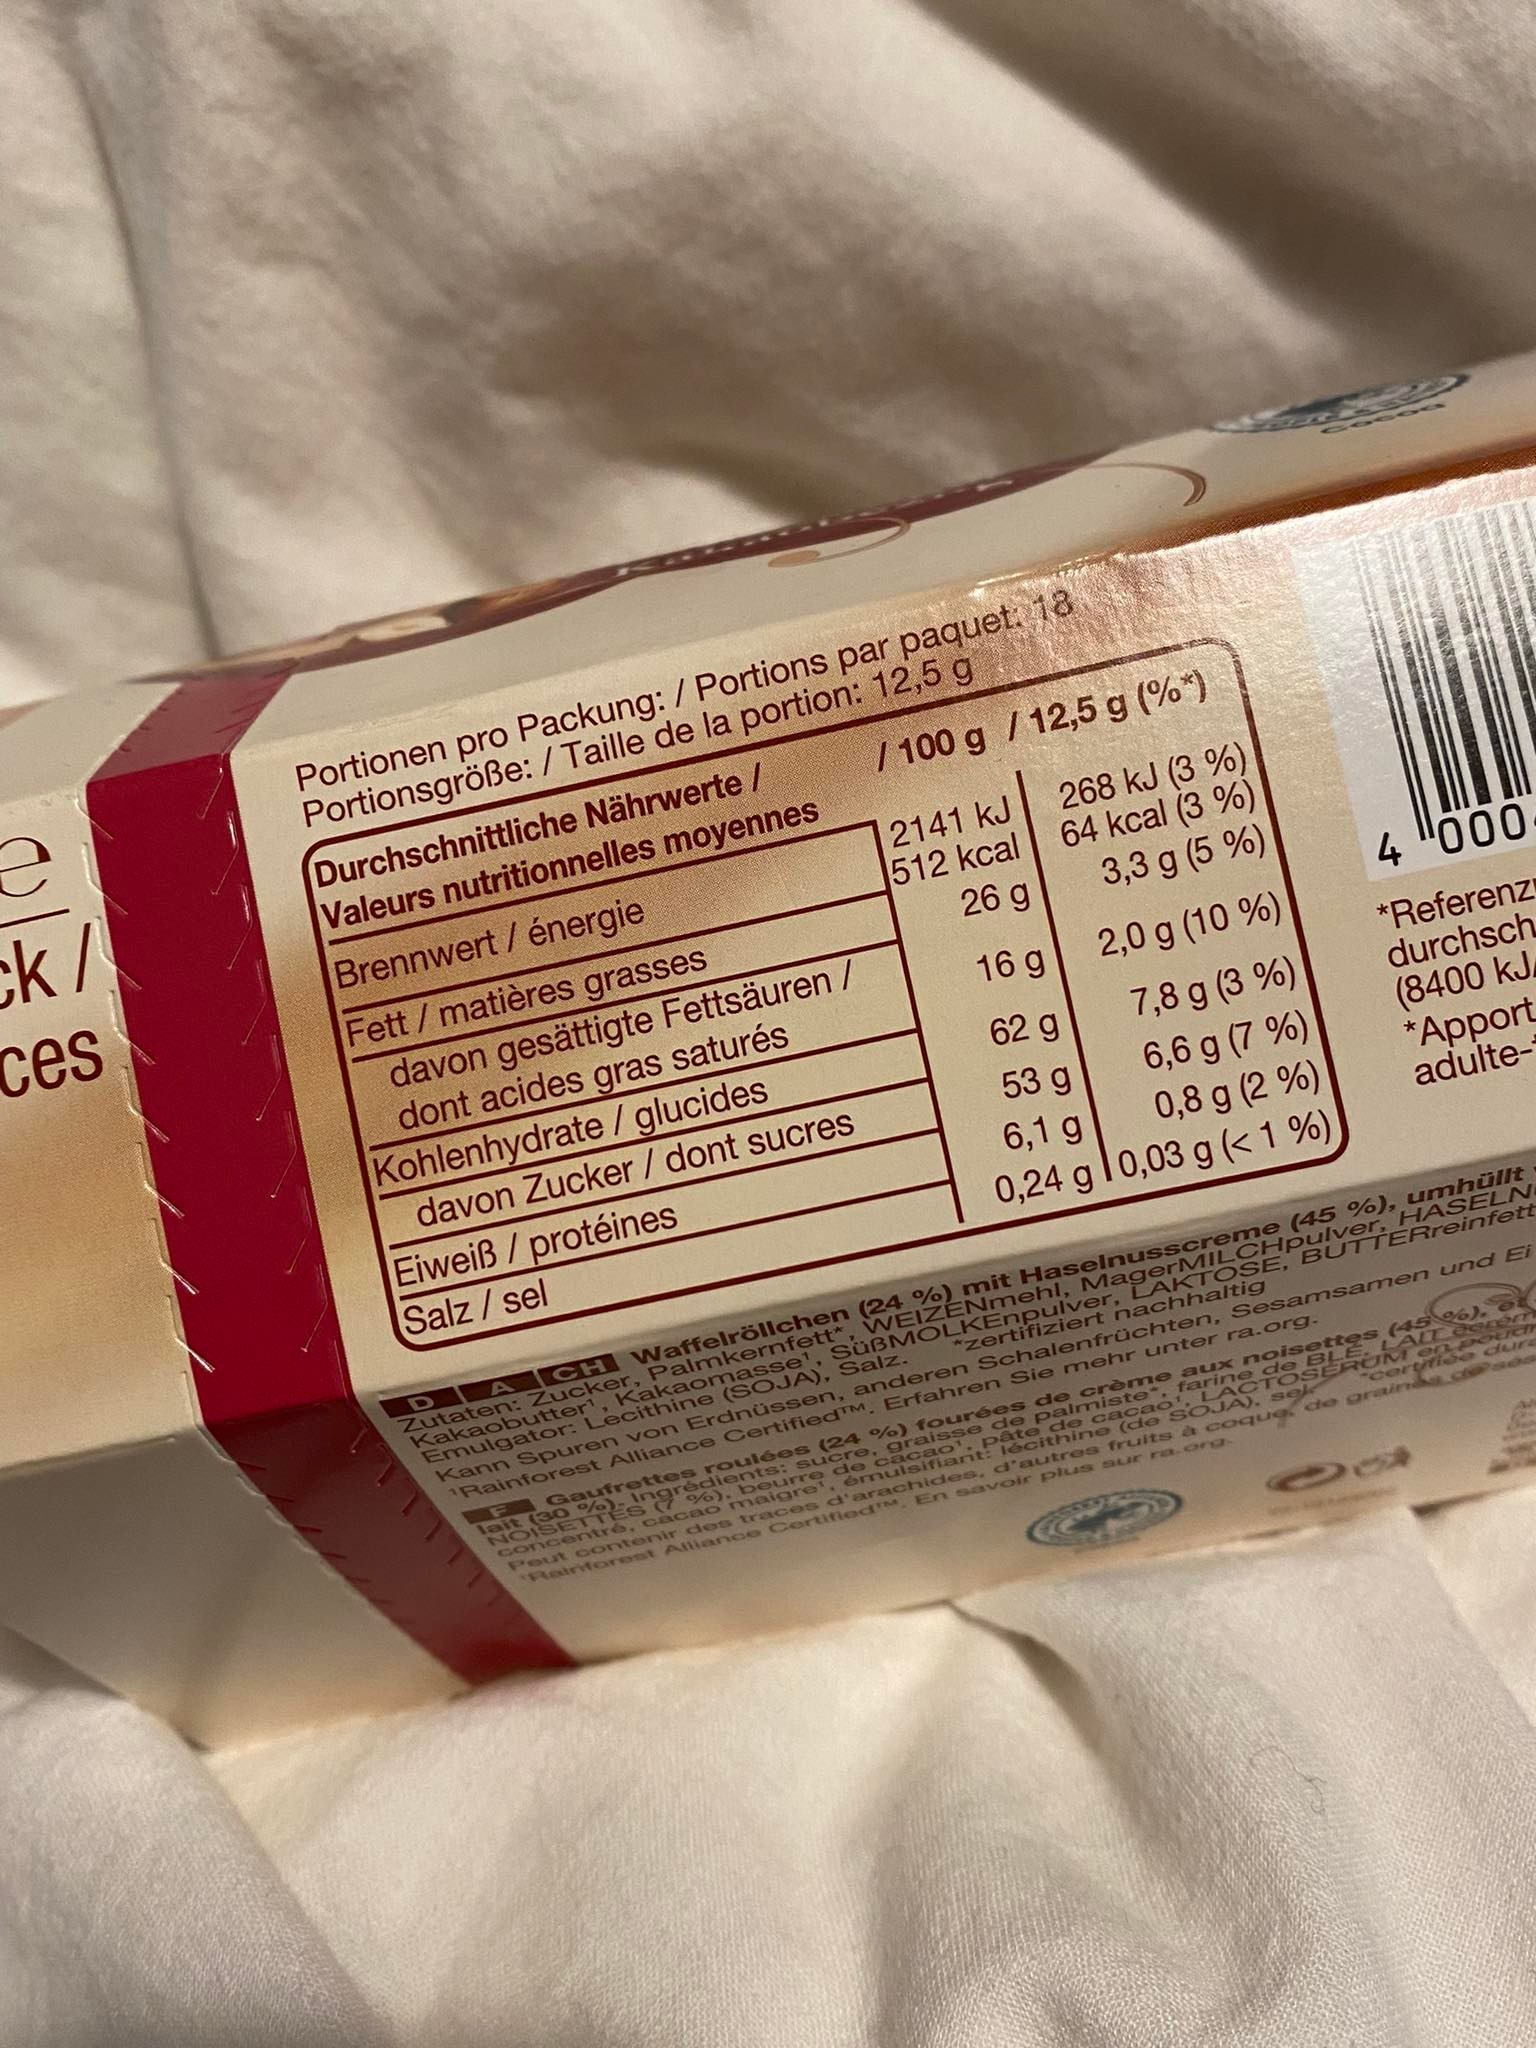 e
ck /
ces
cocoa
Portionen pro Packung: / Portions par paquet: 18
Portionsgröße: / Taille de la portion: 12,5 g
Durchschnittliche Nährwerte /
Valeurs nutritionnelles moyennes / 100 g / 12,5 g (%*)
Brennwert / énergie 2141 kJ 268 kJ (3 %)
512 kcal 64 kcal (3 %)
Fett / matières grasses 26 g 3,3 g (5 %)
davon gesättigte Fettsäuren /
dont acides gras saturés 16 g 2,0 g (10 %)
Kohlenhydrate / glucides 62 g 7,8 g (3 %)
davon Zucker / dont sucres 53 g 6,6 g (7 %)
Eiweiß / protéines 6,1 g 0,8 g (2 %)
Salz / sel 0,24 g 0,03 g (< 1 %)
4 000
*Referenz
durchsch
(8400 kJ/
*Apport
adulte-
D A CH Waffelröllchen (24 %) mit Haselnusscreme (45 %), umhüllt
Zutaten: Zucker, Palmkernfett*, WEIZENmehl, MagerMILCHpulver, HASELN
Kakaobutter¹, Kakaomasse¹, SüßMOLKEnpulver, LAKTOSE, BUTTERreinfett
Emulgator: Lecithine (SOJA), Salz. *zertifiziert nachhaltig
Kann Spuren von Erdnüssen, anderen Schalenfrüchten, Sesamsamen und Ei
¹Rainforest Alliance Certified™. Erfahren Sie mehr unter ra.org.
F Gaufrettes roulées (24 %) fourées de crème aux noisettes (45 %),
lait (30 %). Ingrédients: sucre, graisse de palmiste*, farine de BLÉ, LAIT
NOISETTES (7 %), beurre de cacao¹, pâte de cacao¹, LACTOSÉRUM en poudre
concentré, cacao maigre¹, émulsifiant: lécithine (de SOJA), sel. *certifiée
Peut contenir des traces d'arachides, d'autres fruits à coque, de graines
¹Rainforest Alliance Certified™. En savoir plus sur ra.org.